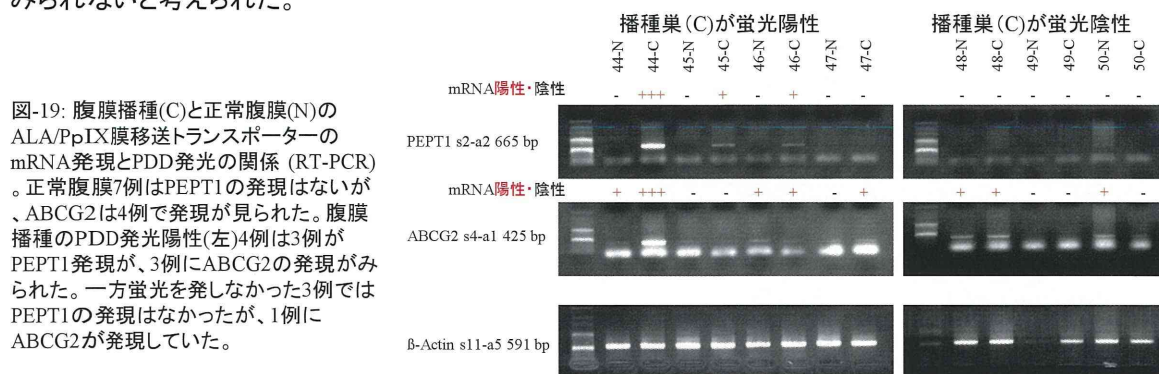 みられないと考えられた。
図-19: 腹膜播種(C)と正常腹膜(N)の
ALA/PpIX膜移送トランスポーターの
mRNA発現とPDD発光の関係 (RT-PCR)
。正常腹膜7例はPEPT1の発現はないが
、ABCG2は4例で発現が見られた。腹膜
播種のPDD発光陽性(左)4例は3例が
PEPT1発現が、3例にABCG2の発現がみ
られた。一方蛍光を発しなかった3例では
PEPT1の発現はなかったが、1例に
ABCG2が発現していた。
播種巣(C)が蛍光陽性
44-N 44-C 45-N 45-C 46-N 46-C 47-N 47-C
播種巣(C)が蛍光陰性
48-N 48-C 49-N 49-C 50-N 50-C
mRNA陽性・陰性 - +++ - + - + - - - - - - - -
PEPT1 s2-a2 665 bp
mRNA陽性・陰性 + +++ - - + + - + + + - - + -
ABCG2 s4-a1 425 bp
ß-Actin s11-a5 591 bp